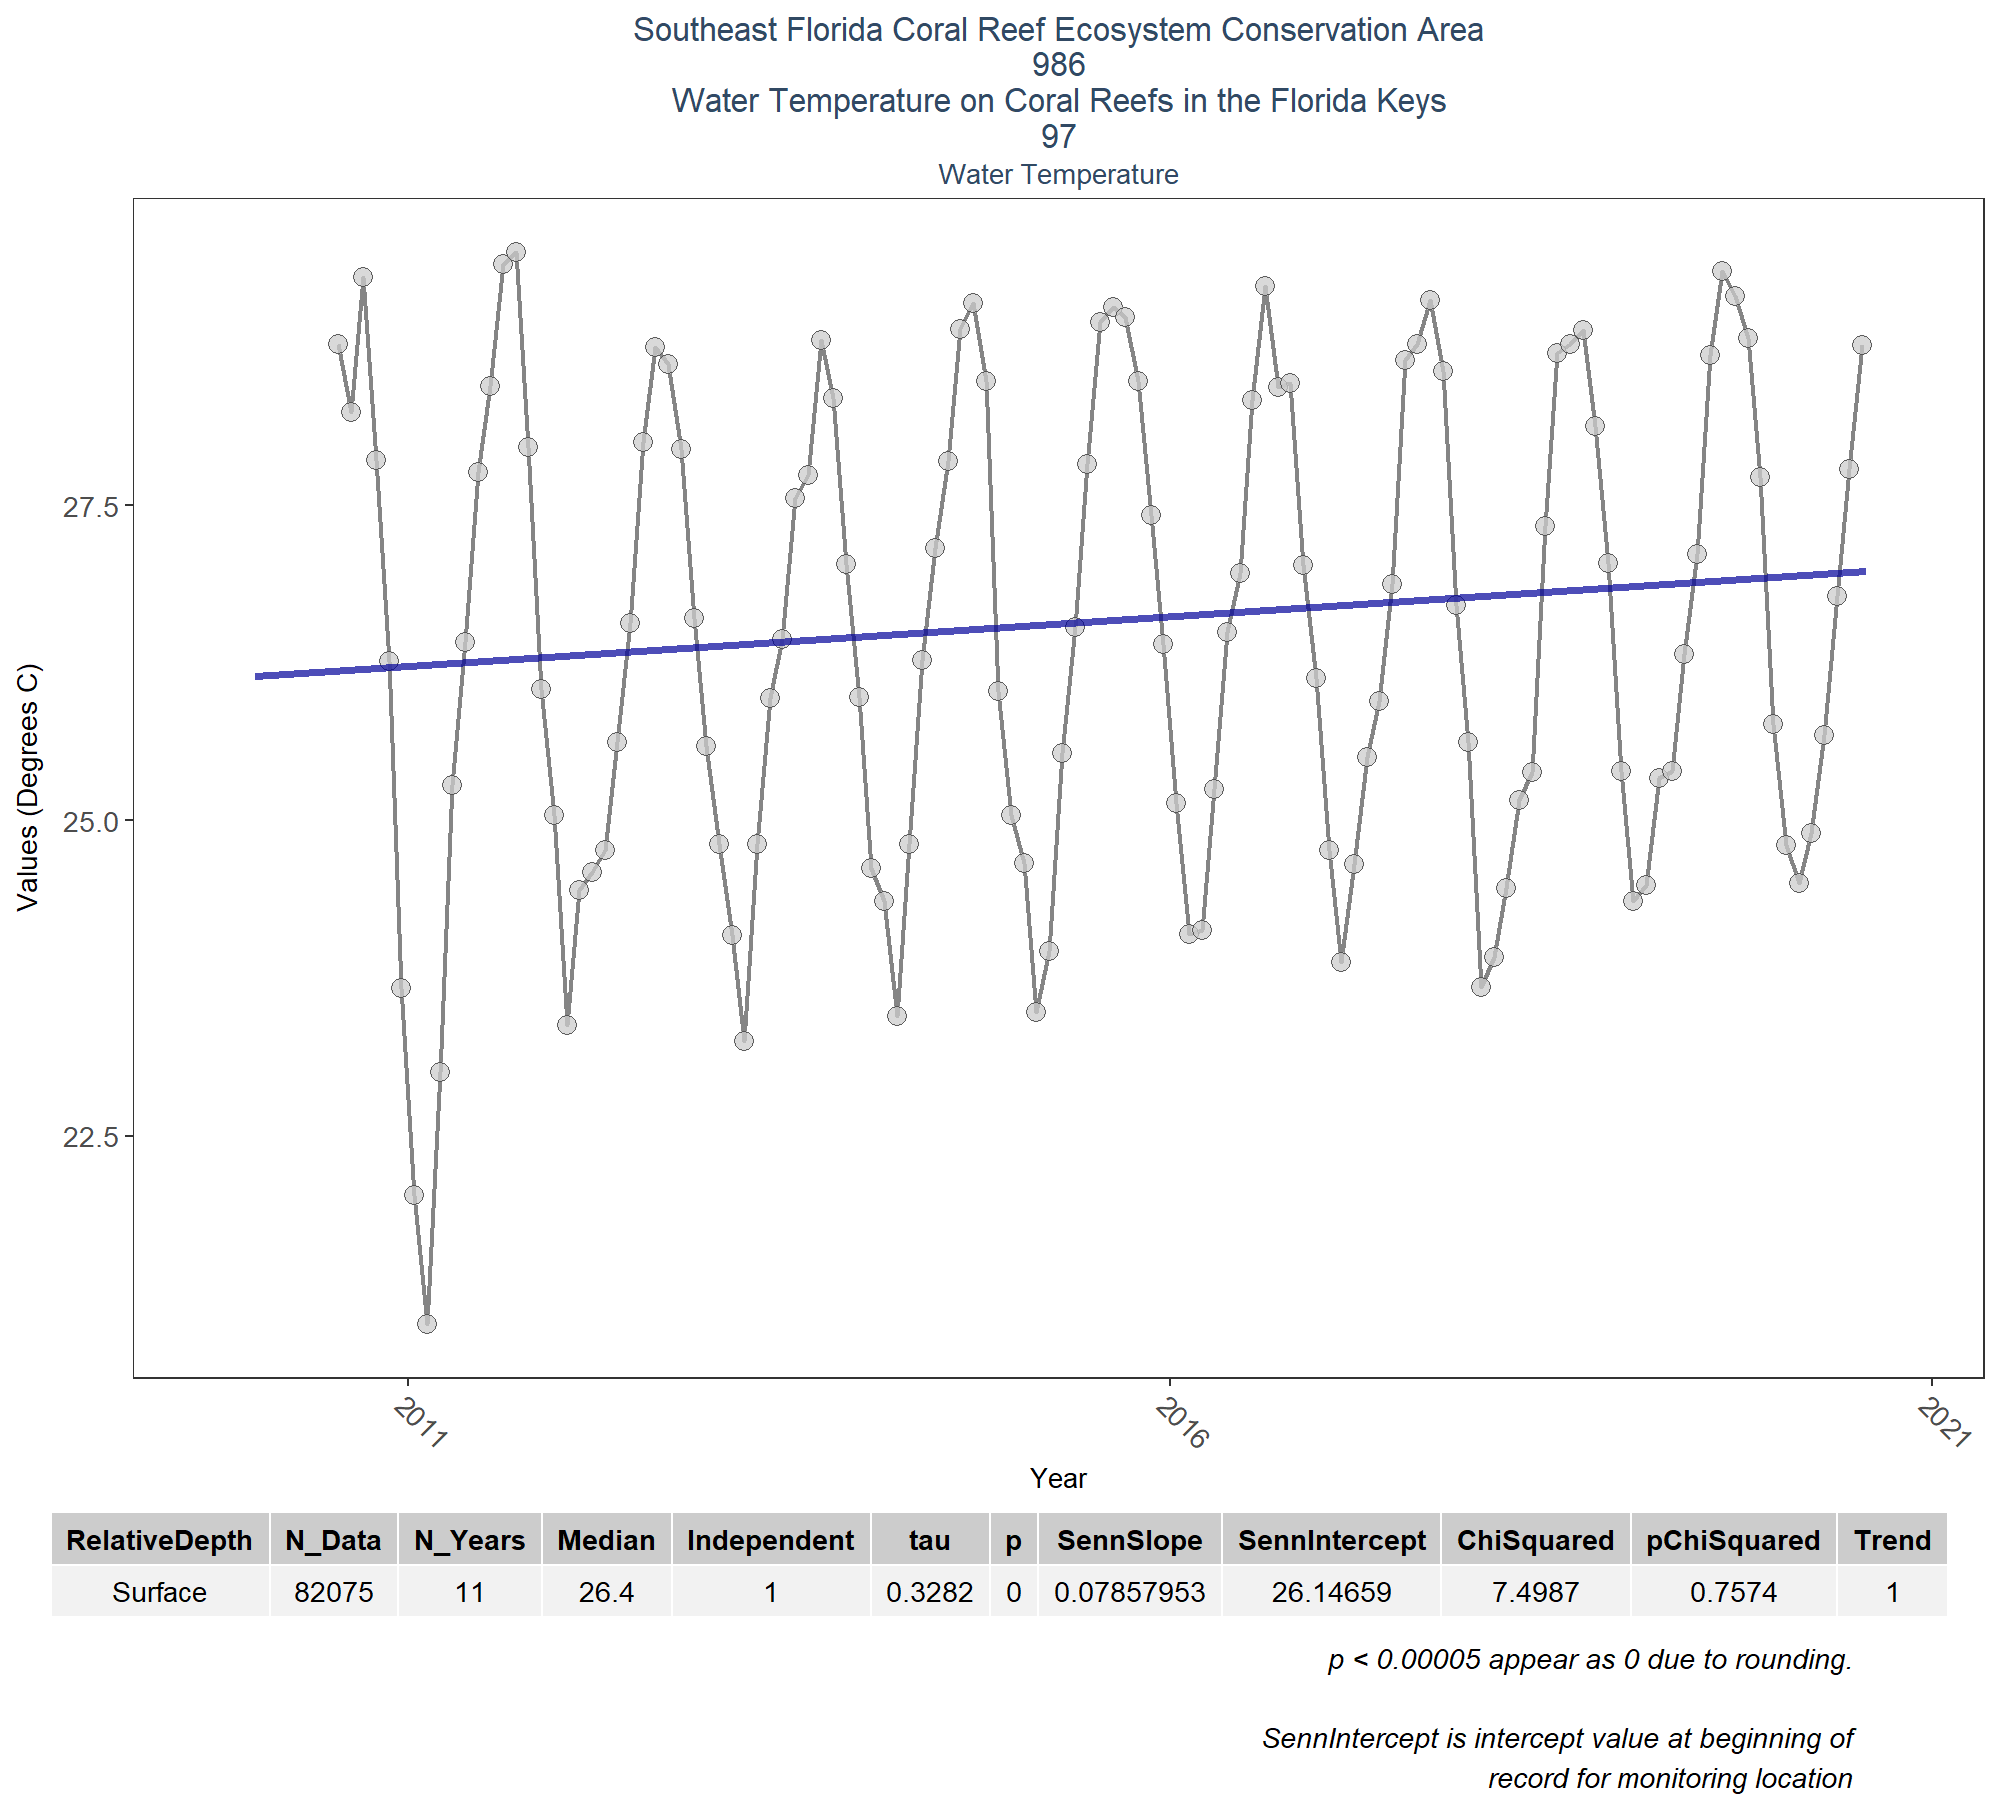 Southeast Florida Coral Reef Ecosystem Conservation Area
986
Water Temperature on Coral Reefs in the Florida Keys
97
Water Temperature
27.5
25.0
22.5
Values (Degrees C)
2011 2016 2021
Year
RelativeDepth N_Data N_Years Median Independent tau p SennSlope SennIntercept ChiSquared pChiSquared Trend
Surface 82075 11 26.4 1 0.3282 0 0.07857953 26.14659 7.4987 0.7574 1
p < 0.00005 appear as 0 due to rounding.
SennIntercept is intercept value at beginning of
record for monitoring location